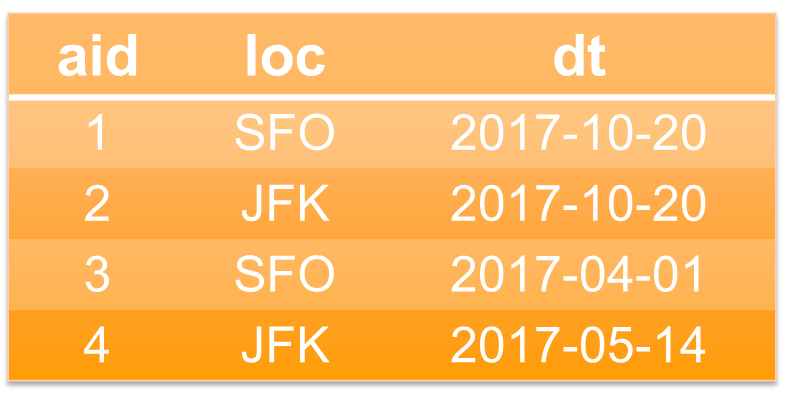 aid loc dt
1 SFO 2017-10-20
2 JFK 2017-10-20
3 SFO 2017-04-01
4 JFK 2017-05-14